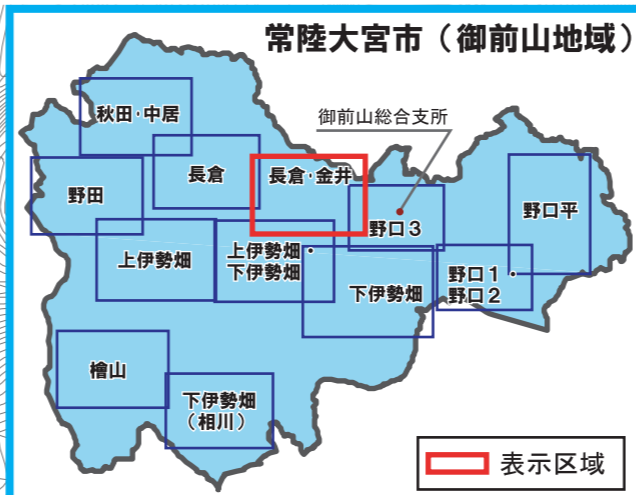 常陸大宮市（御前山地域）
秋田・中居
御前山総合支所
長倉
長倉・金井
野田
野口平
野口３
上伊勢畑
上伊勢畑・
下伊勢畑
野口１・
野口２
下伊勢畑
檜山
下伊勢畑
（相川）
表示区域